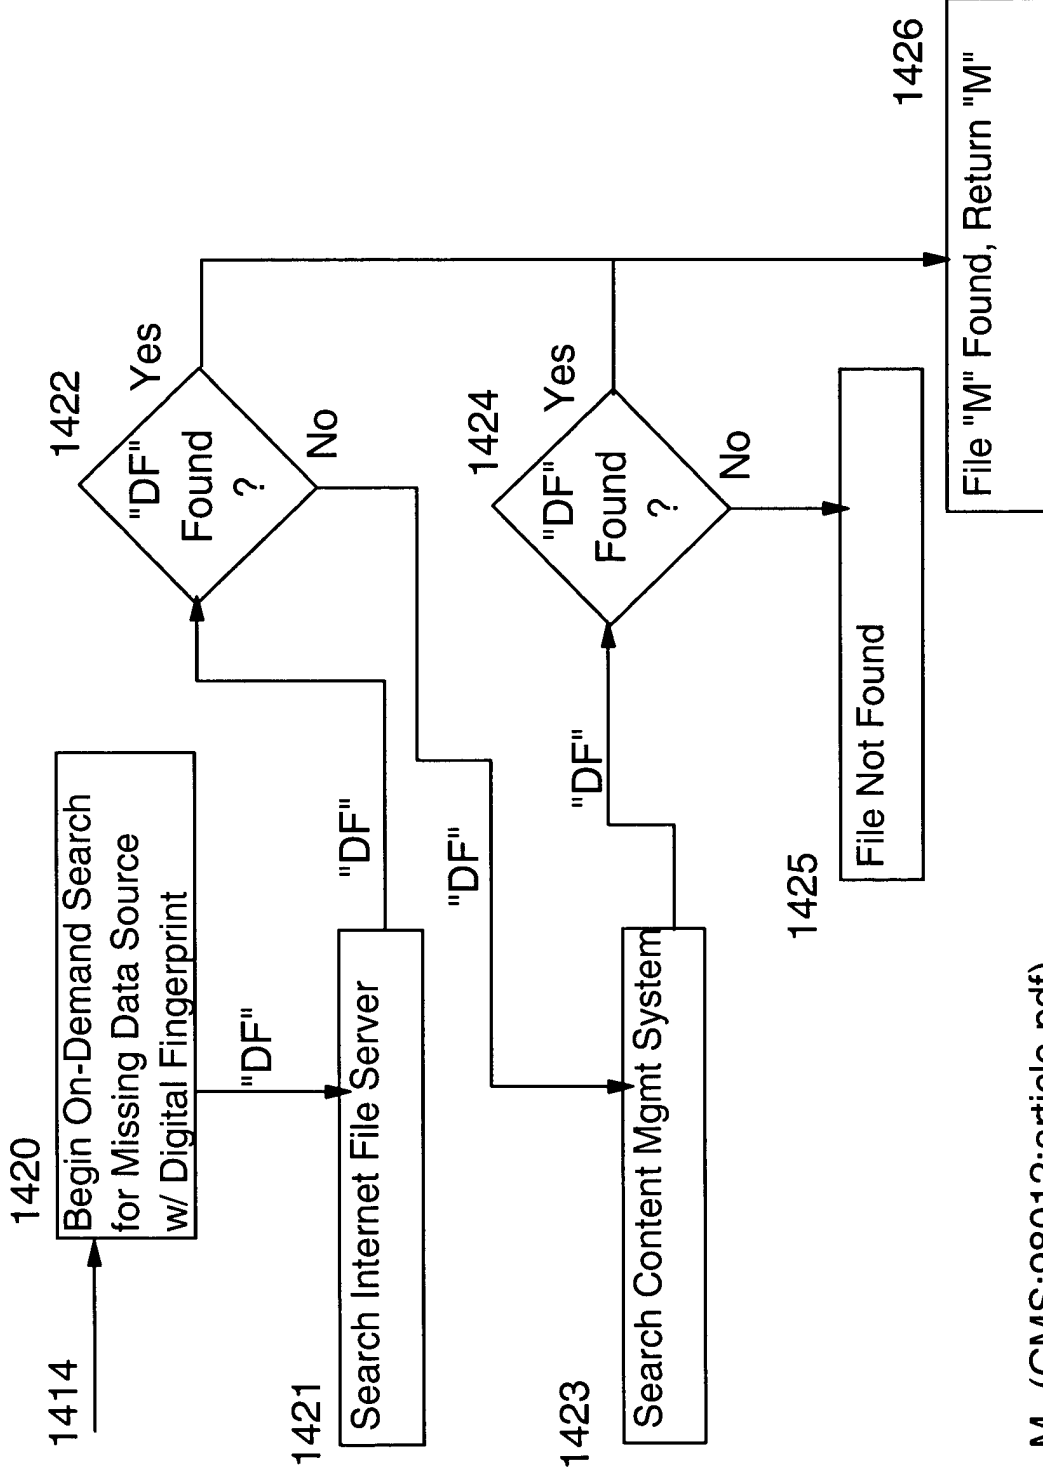 1414
1420
Begin On-Demand Search
for Missing Data Source
w/ Digital Fingerprint
"DF"
1421
Search Internet File Server
"DF"
1422
"DF"
Found
?
Yes
No
"DF"
1423
Search Content Mgmt System
"DF"
1424
"DF"
Found
?
Yes
No
1425
File Not Found
1426
File "M" Found, Return "M"